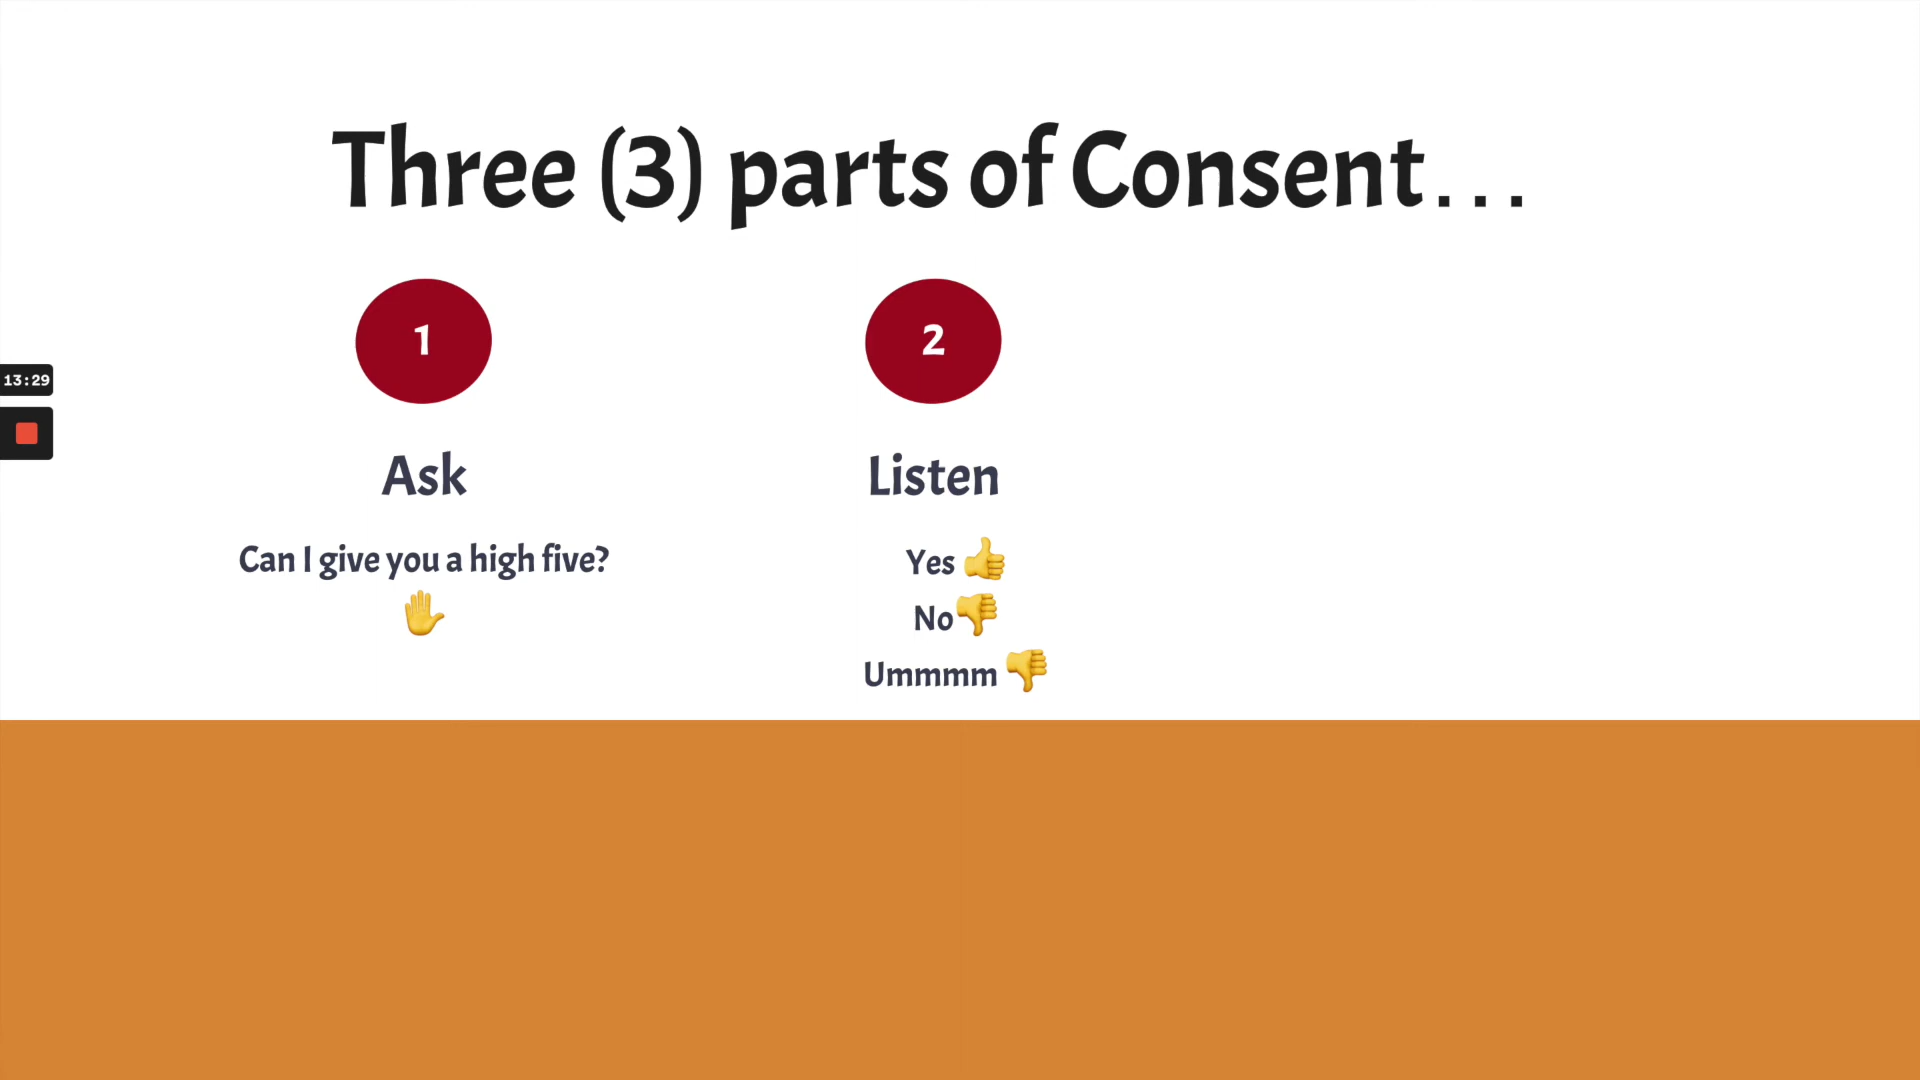 Three (3) parts of Consent...
1
2
13:29
Ask
Listen
Can I give you a high five?
Yes 👍
No👎
Ummmm 👎